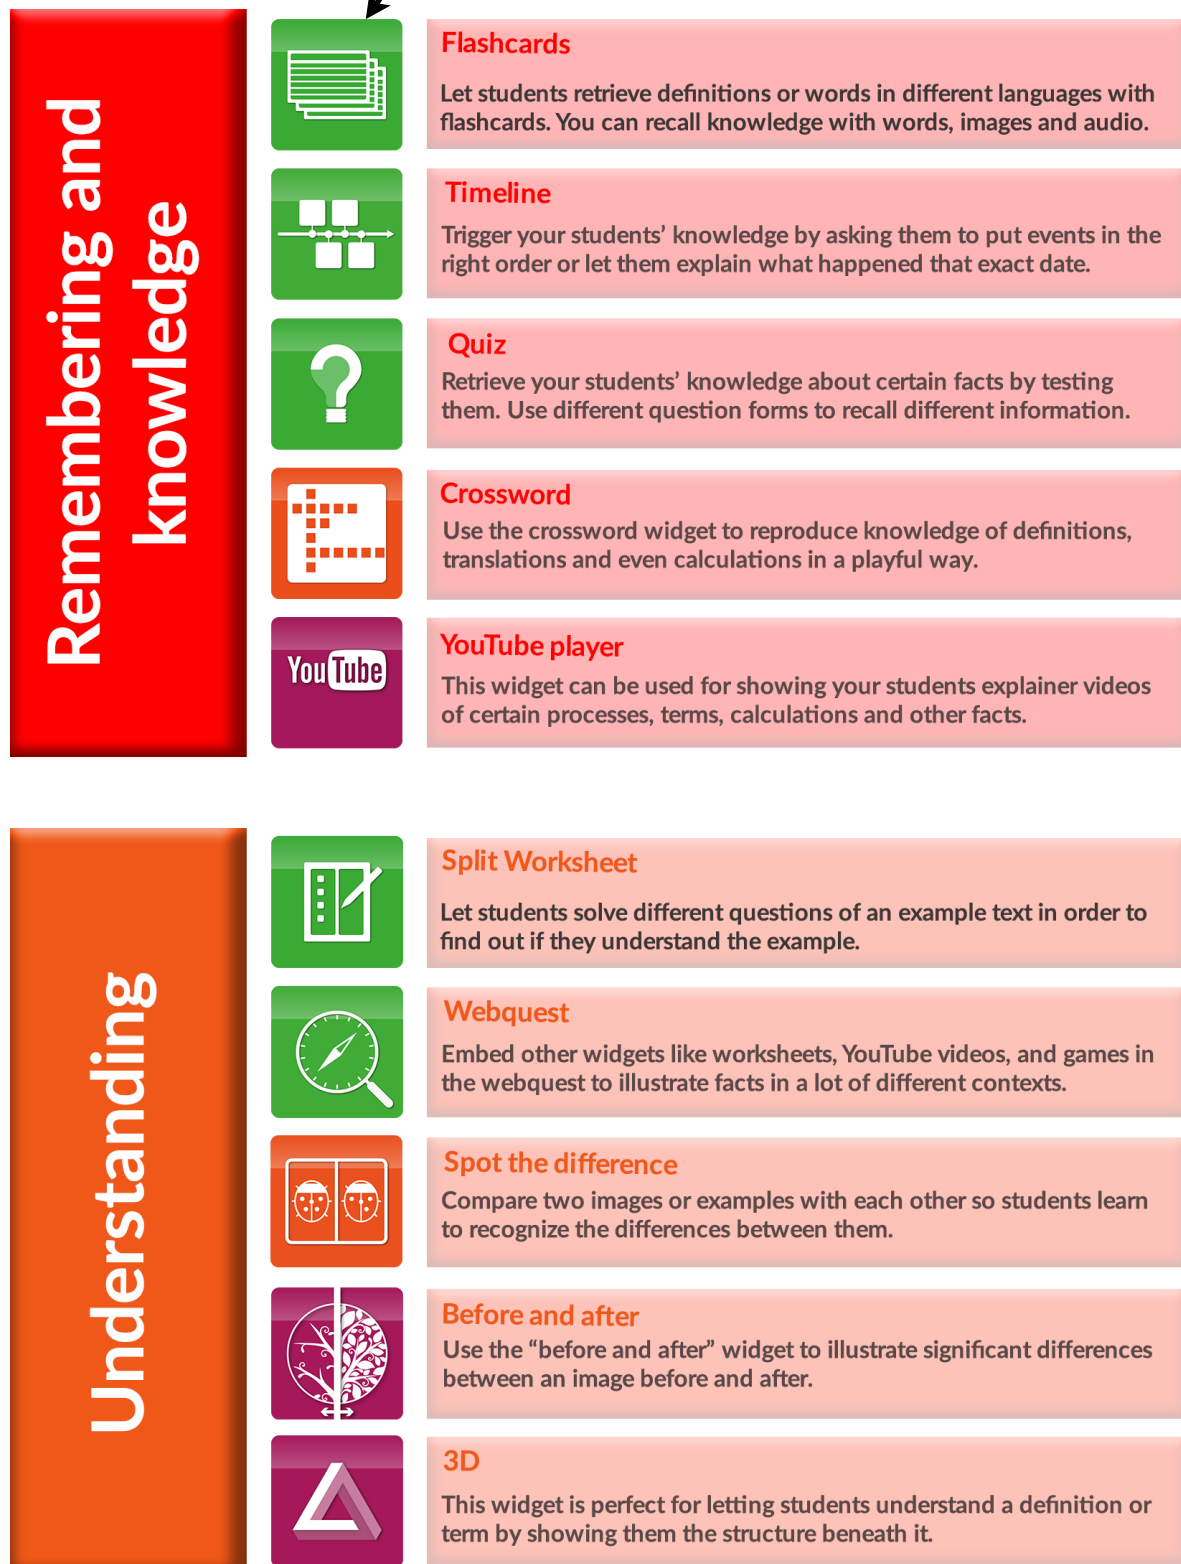 Remembering and
knowledge
Flashcards
Let students retrieve definitions or words in different languages with
flashcards. You can recall knowledge with words, images and audio.
Timeline
Trigger your students’ knowledge by asking them to put events in the
right order or let them explain what happened that exact date.
Quiz
Retrieve your students’ knowledge about certain facts by testing
them. Use different question forms to recall different information.
Crossword
Use the crossword widget to reproduce knowledge of definitions,
translations and even calculations in a playful way.
YouTube
YouTube player
This widget can be used for showing your students explainer videos
of certain processes, terms, calculations and other facts.
Understanding
Split Worksheet
Let students solve different questions of an example text in order to
find out if they understand the example.
Webquest
Embed other widgets like worksheets, YouTube videos, and games in
the webquest to illustrate facts in a lot of different contexts.
Spot the difference
Compare two images or examples with each other so students learn
to recognize the differences between them.
Before and after
Use the “before and after” widget to illustrate significant differences
between an image before and after.
3D
This widget is perfect for letting students understand a definition or
term by showing them the structure beneath it.